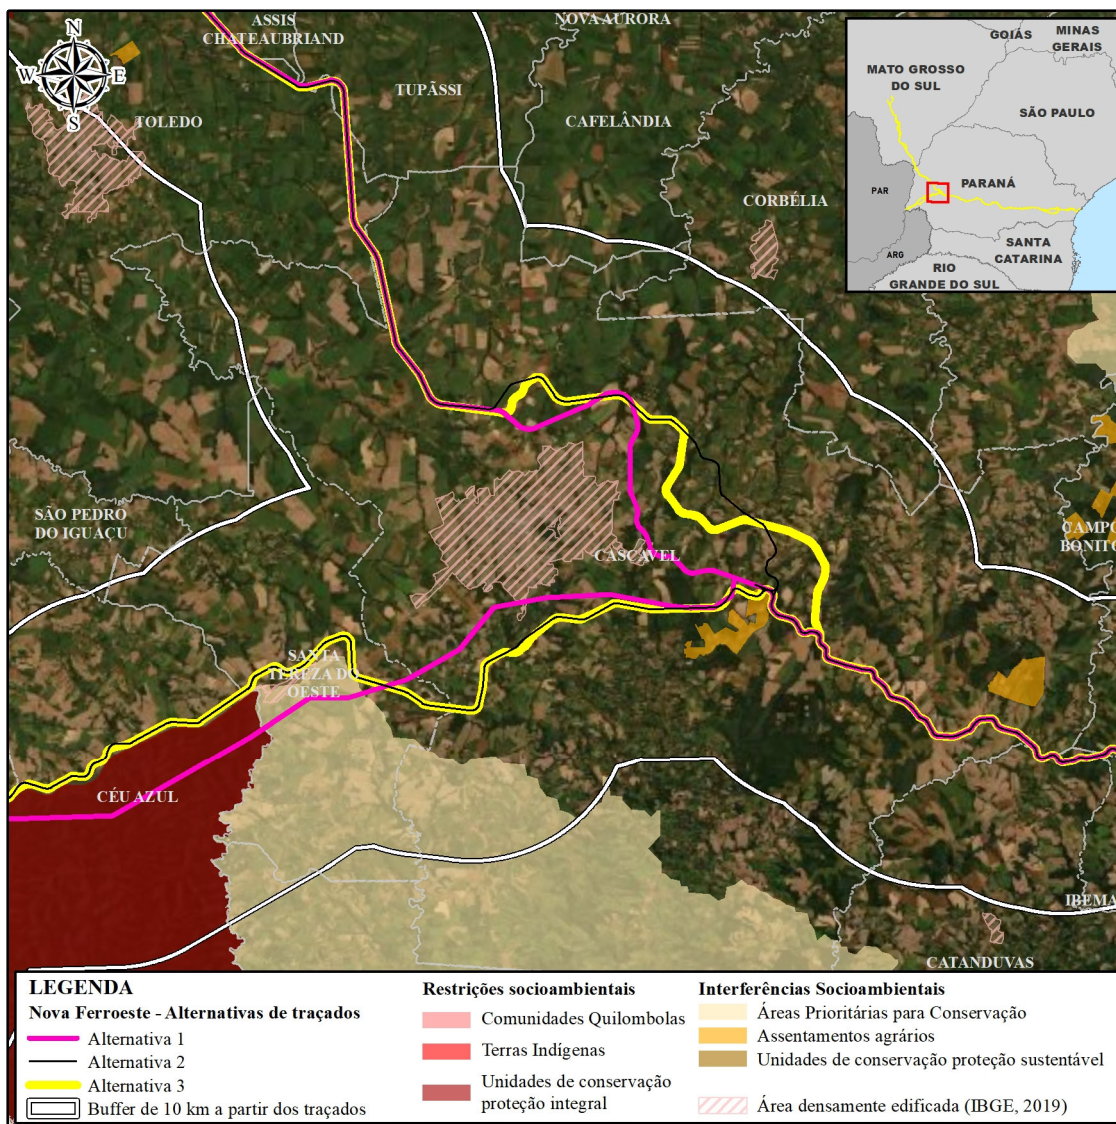 ASSIS
CHATEAUBRIAND
NOVA AURORA
N
W
E
S
TOLEDO
TUPÃSSI
CAFELÂNDIA
CORBÉLIA
GOIÁS
MINAS
GERAIS
MATO GROSSO
DO SUL
SÃO PAULO
PAR
PARANÁ
SANTA
CATARINA
ARG
RIO
GRANDE DO SUL
SÃO PEDRO
DO IGUAÇU
CASCAVEL
CAMPO
BONITO
SANTA
TEREZA DO
OESTE
CÉU AZUL
IBEMA
CATANDUVAS
LEGENDA
Nova Ferroeste - Alternativas de traçados
Alternativa 1
Alternativa 2
Alternativa 3
Buffer de 10 km a partir dos traçados
Restrições socioambientais
Comunidades Quilombolas
Terras Indígenas
Unidades de conservação
proteção integral
Interferências Socioambientais
Áreas Prioritárias para Conservação
Assentamentos agrários
Unidades de conservação proteção sustentável
Área densamente edificada (IBGE, 2019)